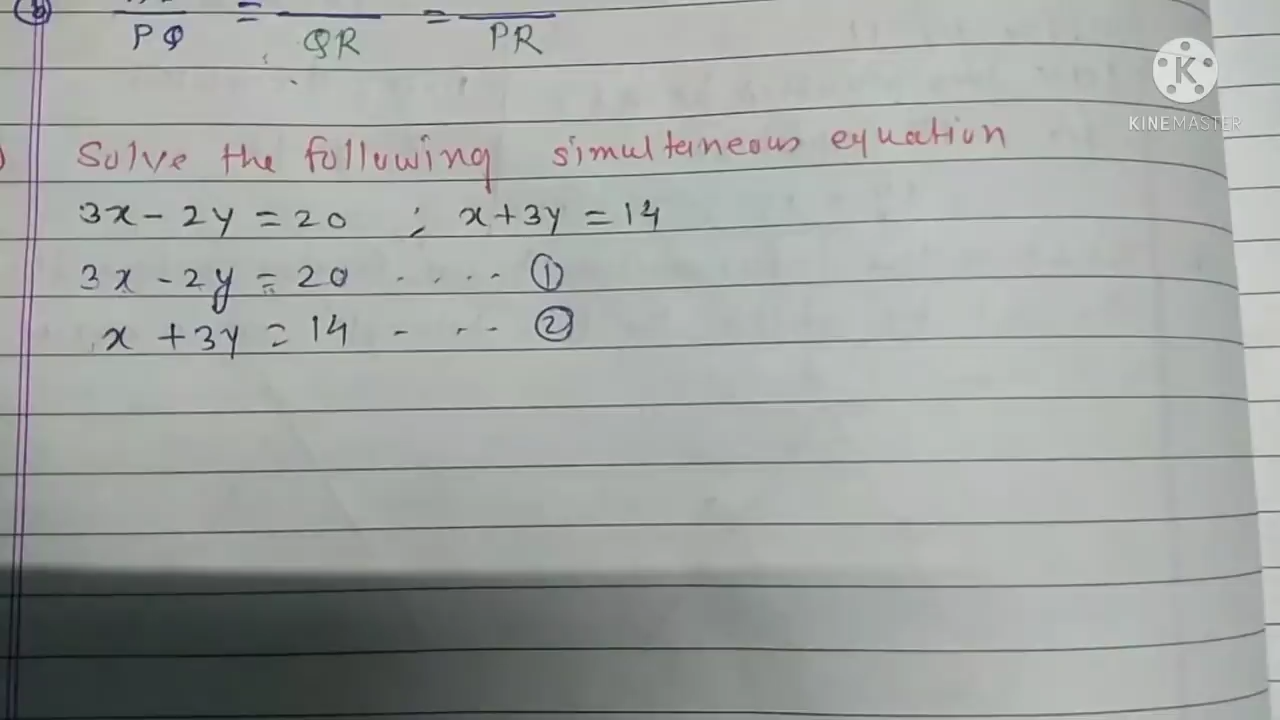 b
= =
PQ QR PR
K
KINEMASTER
Solve the following simultaneous equation
3x - 2y = 20 ; x + 3y = 14
3x - 2y = 20 .... ①
x + 3y = 14 - .. ②